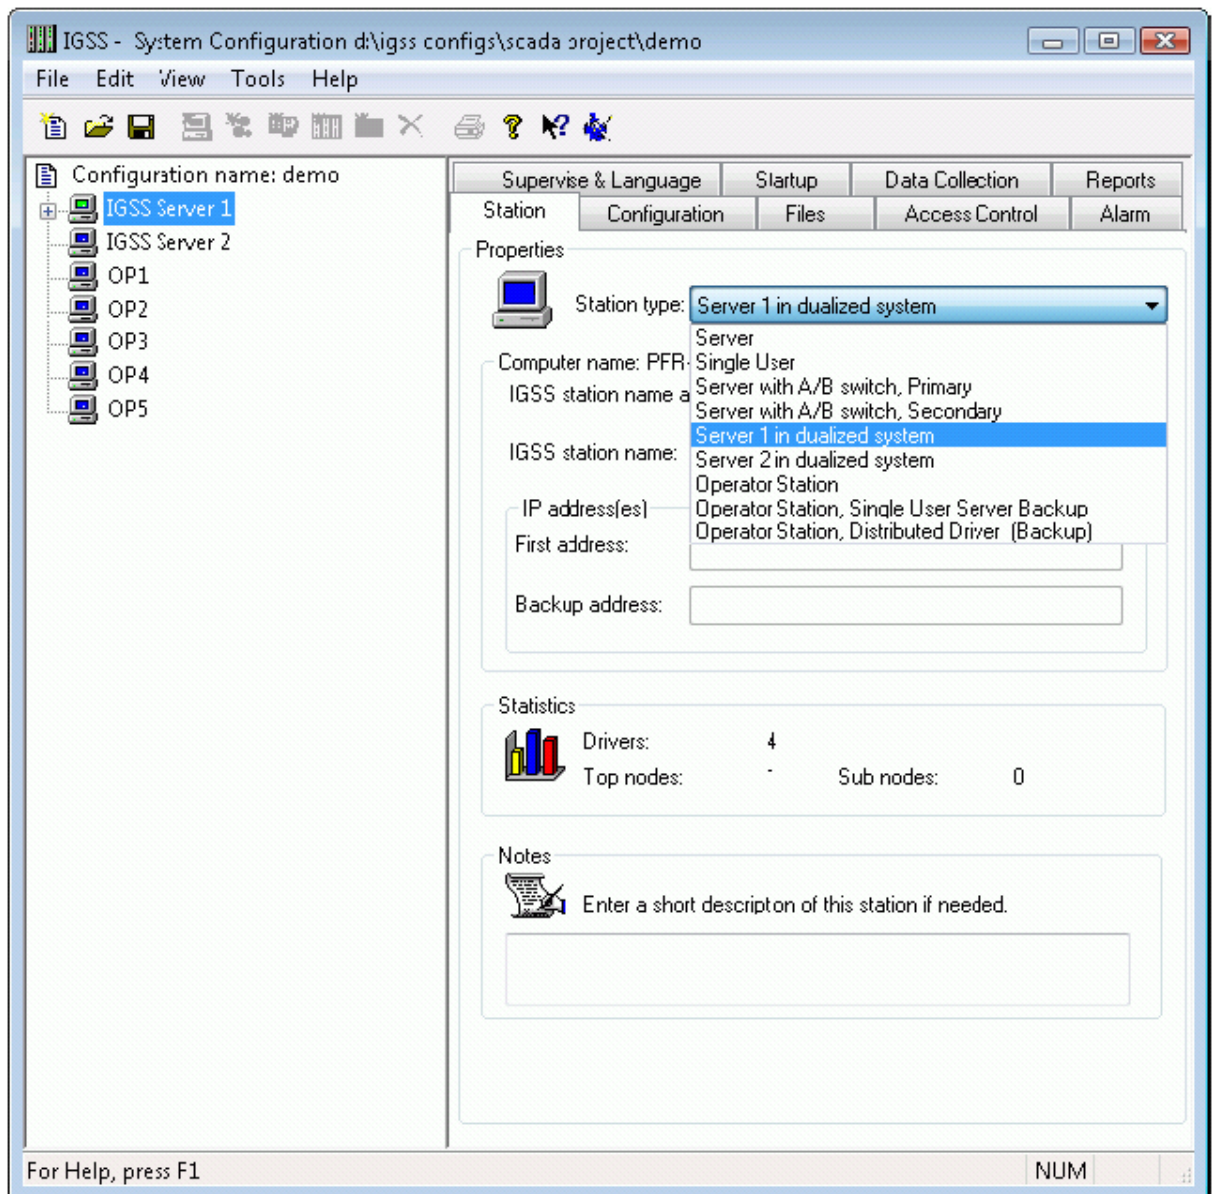 IGSS - System Configuration d:\igss configs\scada project\demo
File Edit View Tools Help
Configuration name: demo
IGSS Server 1
IGSS Server 2
OP1
OP2
OP3
OP4
OP5
Supervise & Language Startup Data Collection Reports
Station Configuration Files Access Control Alarm
Properties
Station type: Server 1 in dualized system
Server
Single User
Server with A/B switch, Primary
Server with A/B switch, Secondary
Server 1 in dualized system
Server 2 in dualized system
Operator Station
Operator Station, Single User Server Backup
Operator Station, Distributed Driver (Backup)
Computer name: PFR-
IGSS station name a
IGSS station name:
IP address(es)
First address:
Backup address:
Statistics
Drivers: 4
Top nodes: Sub nodes: 0
Notes
Enter a short descripton of this station if needed.
For Help, press F1 NUM